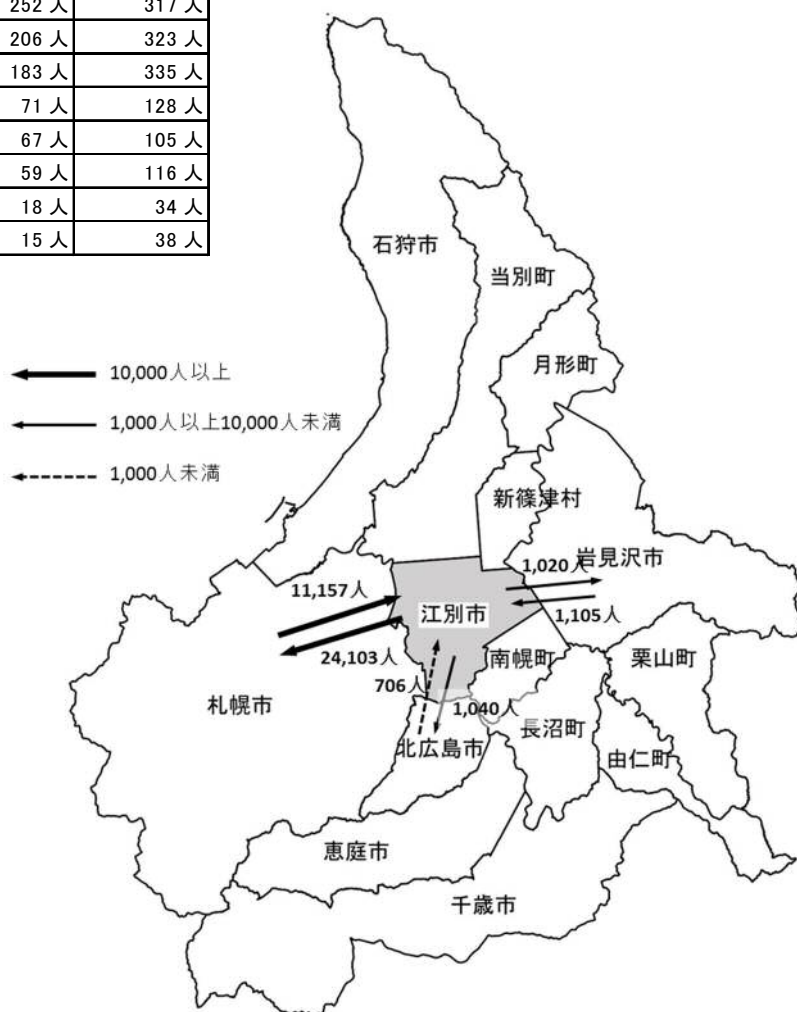 252 人 317 人
206 人 323 人
183 人 335 人
71 人 128 人
67 人 105 人
59 人 116 人
18 人 34 人
15 人 38 人
石狩市
当別町
10,000人以上
月形町
1,000人以上10,000人未満
1,000人未満
新篠津村
岩見沢市
1,020人
11,157人
江別市
1,105人
24,103人
南幌町
栗山町
706人
札幌市
1,040人
長沼町
北広島市
由仁町
恵庭市
千歳市